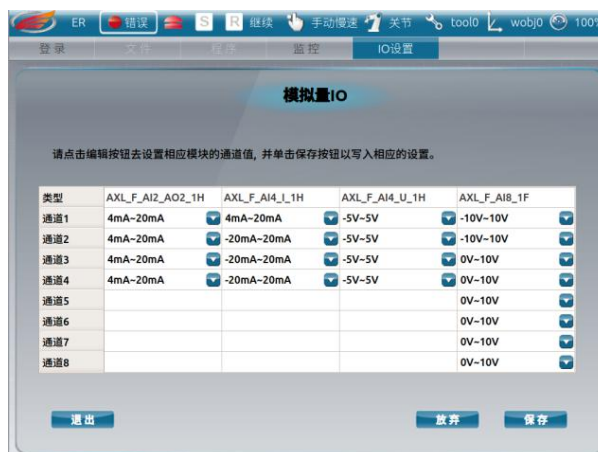 ER 错误 S R 继续 手动慢速 关节 tool0 wobj0 100%
登录 文件 程序 监控 IO设置
模拟量IO
请点击编辑按钮去设置相应模块的通道值, 并单击保存按钮以写入相应的设置。
类型 AXL_F_AI2_AO2_1H AXL_F_AI4_I_1H AXL_F_AI4_U_1H AXL_F_AI8_1F
通道1 4mA~20mA 4mA~20mA -5V~5V -10V~10V
通道2 4mA~20mA -20mA~20mA -5V~5V -10V~10V
通道3 4mA~20mA -20mA~20mA -5V~5V 0V~10V
通道4 4mA~20mA -20mA~20mA -5V~5V 0V~10V
通道5 0V~10V
通道6 0V~10V
通道7 0V~10V
通道8 0V~10V
退出 放弃 保存